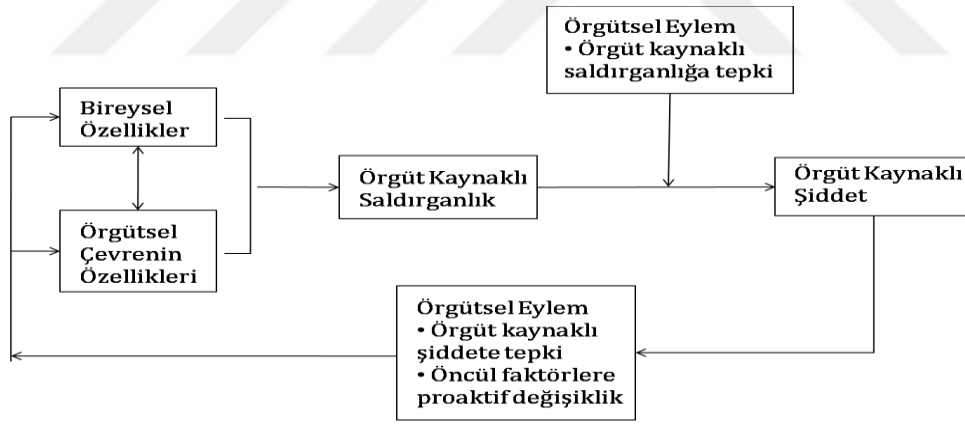 Örgütsel Eylem
• Örgüt kaynaklı
saldırganlığa tepki
Bireysel
Özellikler
Örgüt Kaynaklı
Saldırganlık
Örgüt Kaynaklı
Şiddet
Örgütsel
Çevrenin
Özellikleri
Örgütsel Eylem
• Örgüt kaynaklı
şiddete tepki
• Öncül faktörlere
proaktif değişiklik